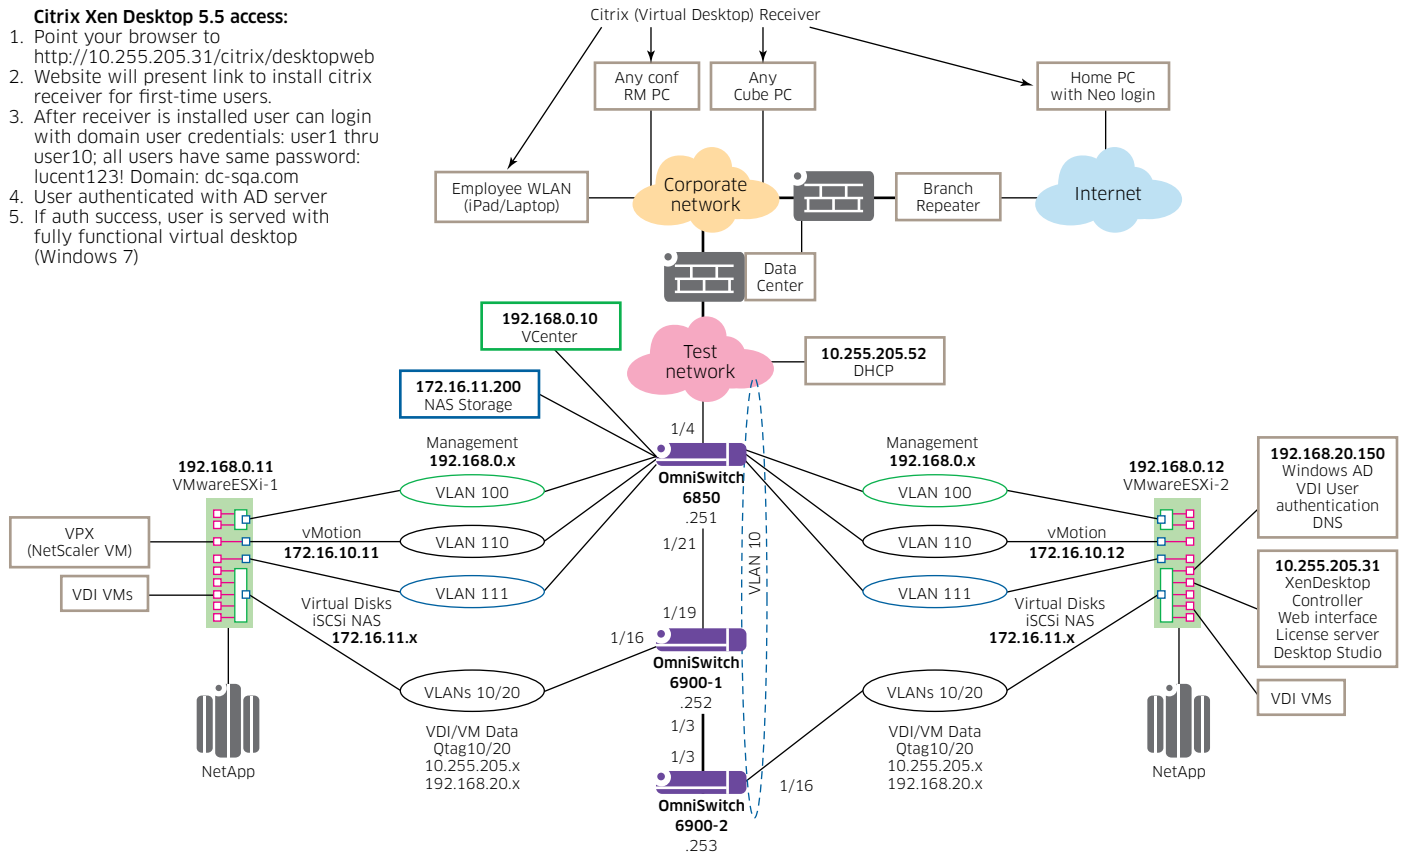 Citrix Xen Desktop 5.5 access:
1. Point your browser to
http://10.255.205.31/citrix/desktopweb
2. Website will present link to install citrix
receiver for first-time users.
3. After receiver is installed user can login
with domain user credentials: user1 thru
user10; all users have same password:
lucent123! Domain: dc-sqa.com
4. User authenticated with AD server
5. If auth success, user is served with
fully functional virtual desktop
(Windows 7)
Citrix (Virtual Desktop) Receiver
Any conf
RM PC
Any
Cube PC
Home PC
with Neo login
Employee WLAN
(iPad/Laptop)
Corporate
network
Branch
Repeater
Internet
Data
Center
192.168.0.10
VCenter
Test
network
10.255.205.52
DHCP
172.16.11.200
NAS Storage
1/4
Management
192.168.0.x
VLAN 100
192.168.0.11
VMwareESXi-1
OmniSwitch
6850
.251
Management
192.168.0.x
VLAN 100
192.168.0.12
VMwareESXi-2
192.168.20.150
Windows AD
VDI User
authentication
DNS
VPX
(NetScaler VM)
vMotion
172.16.10.11
VLAN 110
1/21
VLAN 10
VLAN 110
vMotion
172.16.10.12
VDI VMs
VLAN 111
Virtual Disks
iSCSi NAS
172.16.11.x
1/19
1/16
VLAN 111
Virtual Disks
iSCSi NAS
172.16.11.x
10.255.205.31
XenDesktop
Controller
Web interface
License server
Desktop Studio
OmniSwitch
6900-1
.252
VLANs 10/20
VLANs 10/20
VDI VMs
VDI/VM Data
Qtag10/20
10.255.205.x
192.168.20.x
1/3
1/3
VDI/VM Data
Qtag10/20
10.255.205.x
192.168.20.x
NetApp
NetApp
1/16
OmniSwitch
6900-2
.253